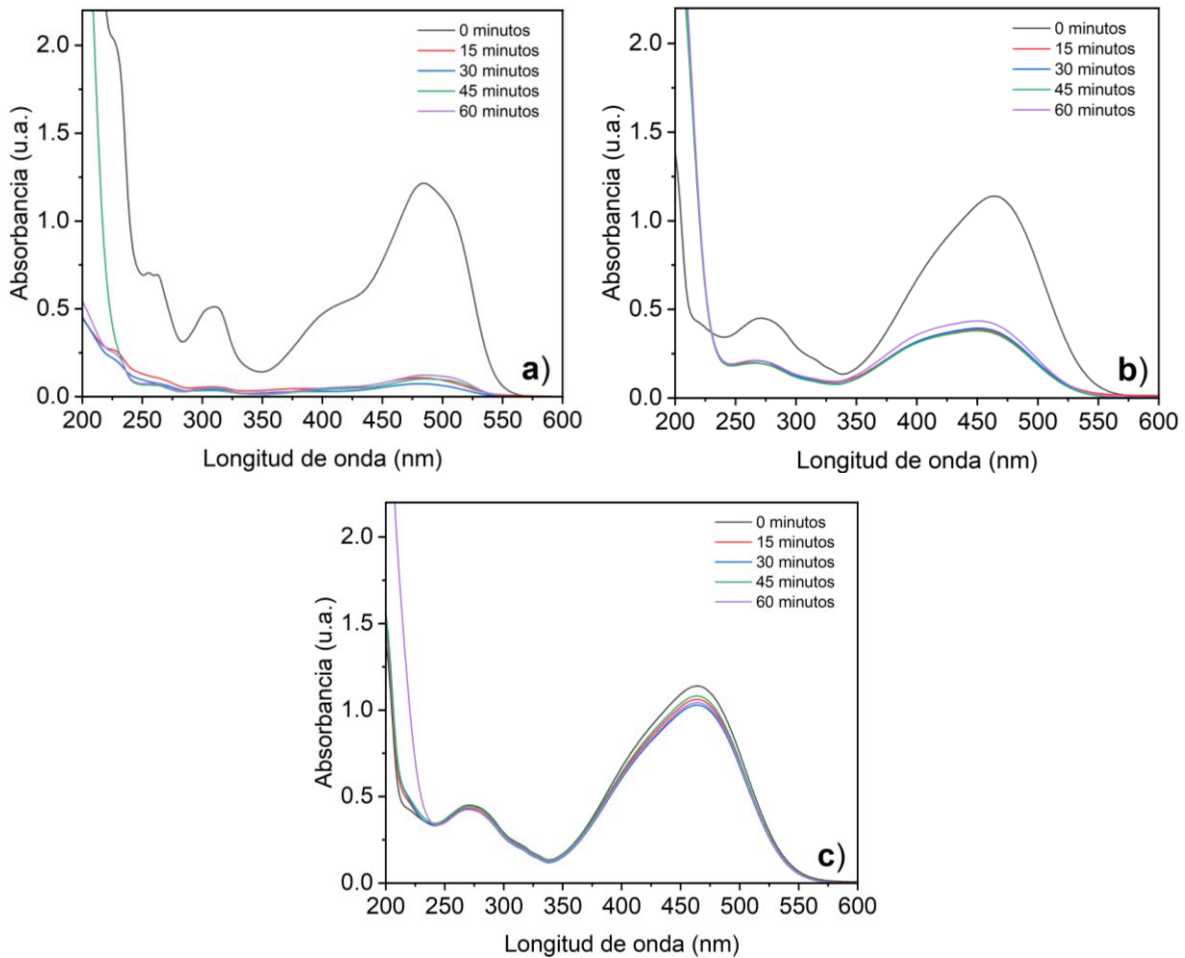 2.0
1.5
1.0
0.5
0.0
Absorbancia (u.a.)
0 minutos
15 minutos
30 minutos
45 minutos
60 minutos
a)
200 250 300 350 400 450 500 550 600
Longitud de onda (nm)
2.0
1.5
1.0
0.5
0.0
Absorbancia (u.a.)
0 minutos
15 minutos
30 minutos
45 minutos
60 minutos
b)
200 250 300 350 400 450 500 550 600
Longitud de onda (nm)
2.0
1.5
1.0
0.5
0.0
Absorbancia (u.a.)
0 minutos
15 minutos
30 minutos
45 minutos
60 minutos
c)
200 250 300 350 400 450 500 550 600
Longitud de onda (nm)